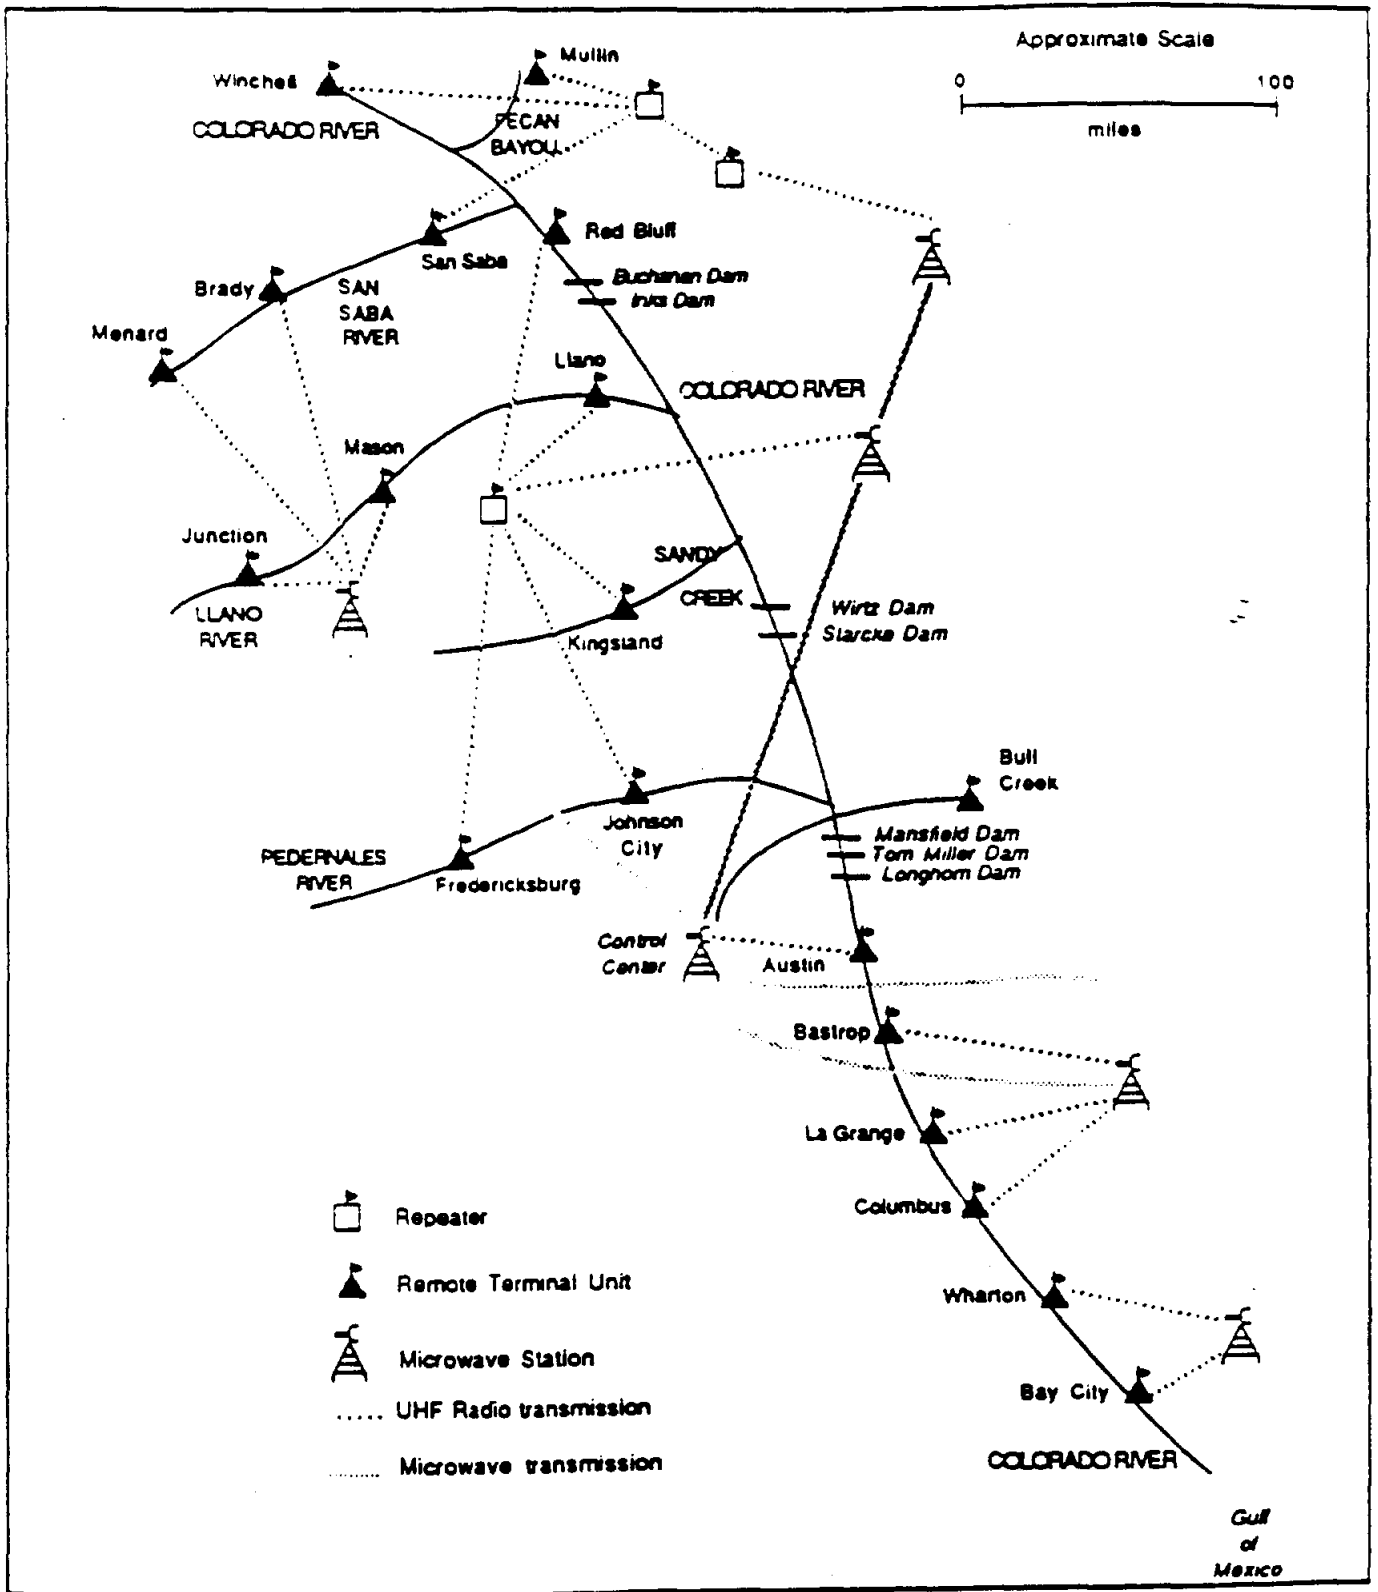 Approximate Scale
0 100
miles
Mullin
Winchell
COLORADO RIVER
PECAN
BAYOU
Red Bluff
San Saba
Buchanan Dam
Inks Dam
Brady
SAN
SABA
RIVER
Menard
Llano
COLORADO RIVER
Mason
Junction
LLANO
RIVER
SANDY
CREEK
Kingsland
Wirtz Dam
Starcke Dam
Bull
Creek
Johnson
City
Mansfield Dam
Tom Miller Dam
Longhorn Dam
PEDERNALES
RIVER
Fredericksburg
Control
Center
Austin
Bastrop
La Grange
Columbus
Wharton
Bay City
COLORADO RIVER
Gulf
of
Mexico
Repeater
Remote Terminal Unit
Microwave Station
UHF Radio transmission
Microwave transmission